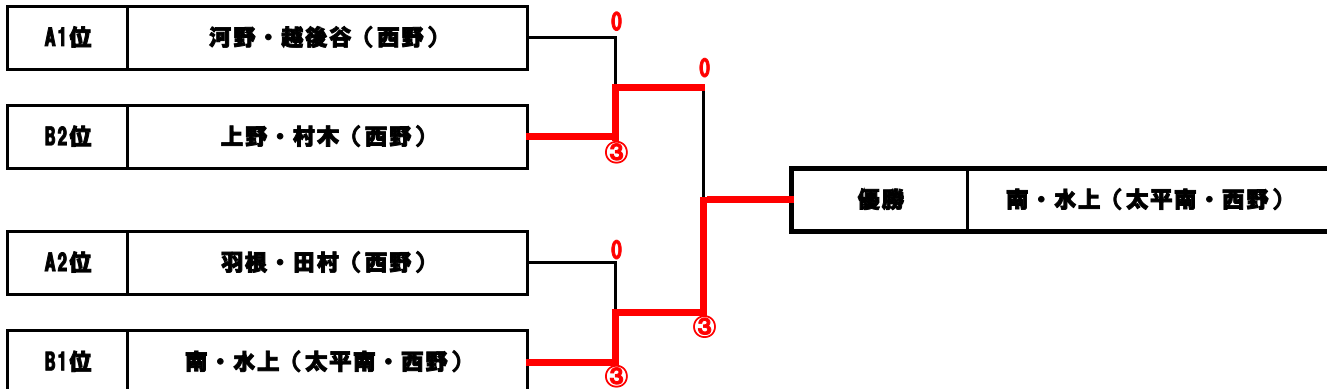 A1位 河野・越後谷（西野）
0
0
B2位 上野・村木（西野）
③
優勝 南・水上（太平南・西野）
A2位 羽根・田村（西野）
0
③
B1位 南・水上（太平南・西野）
③